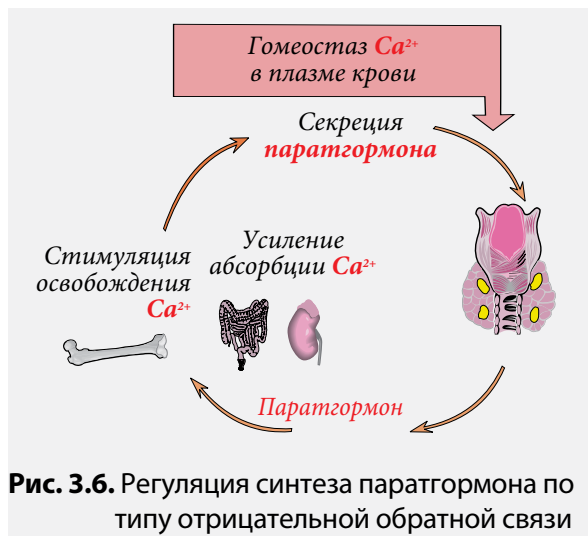 Гомеостаз Ca²⁺
в плазме крови
Секреция
паратгормона
Стимуляция
освобождения
Ca²⁺
Усиление
абсорбции Ca²⁺
Паратгормон
Рис. 3.6. Регуляция синтеза паратгормона по
типу отрицательной обратной связи